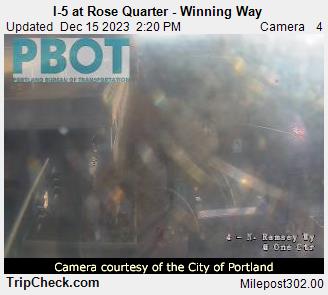 I-5 at Rose Quarter - Winning Way
Updated Dec 15 2023 2:20 PM Camera 4
PBOT
PORTLAND BUREAU OF TRANSPORTATION
4 - N. Ramsey Wy
@ One Ctr
Camera courtesy of the City of Portland
TripCheck.com Milepost302.00